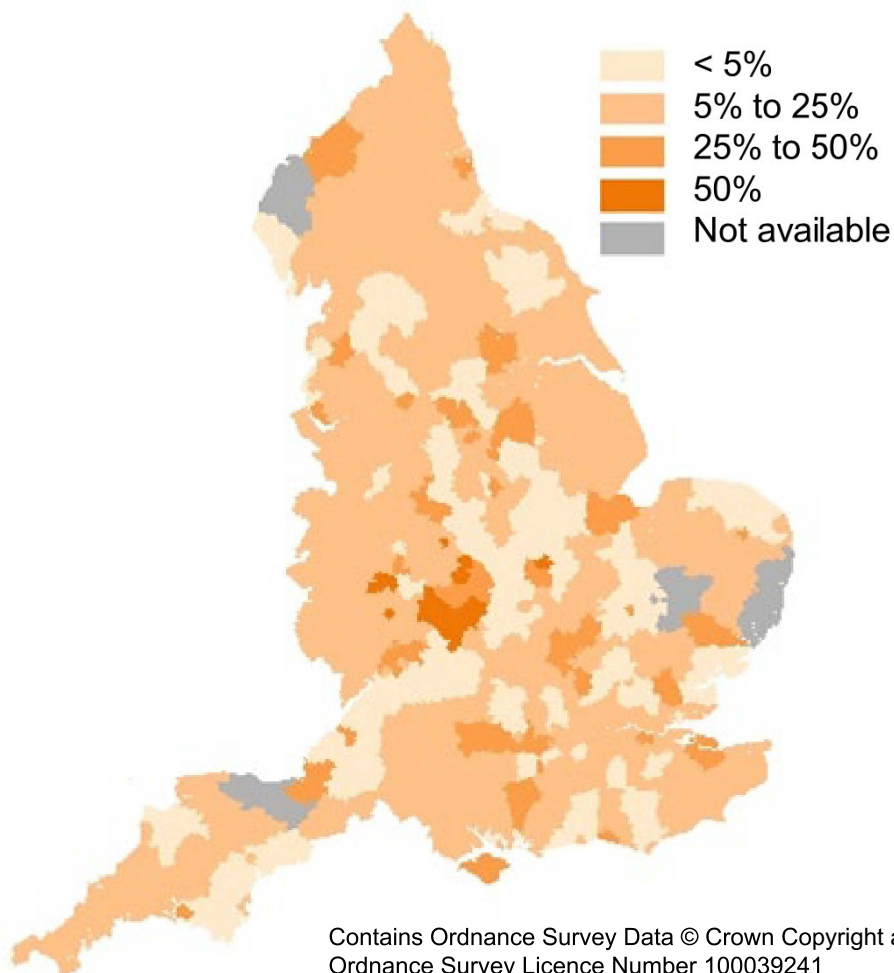 < 5%
5% to 25%
25% to 50%
50%
Not available
Contains Ordnance Survey Data © Crown Copyright a
Ordnance Survey Licence Number 100039241